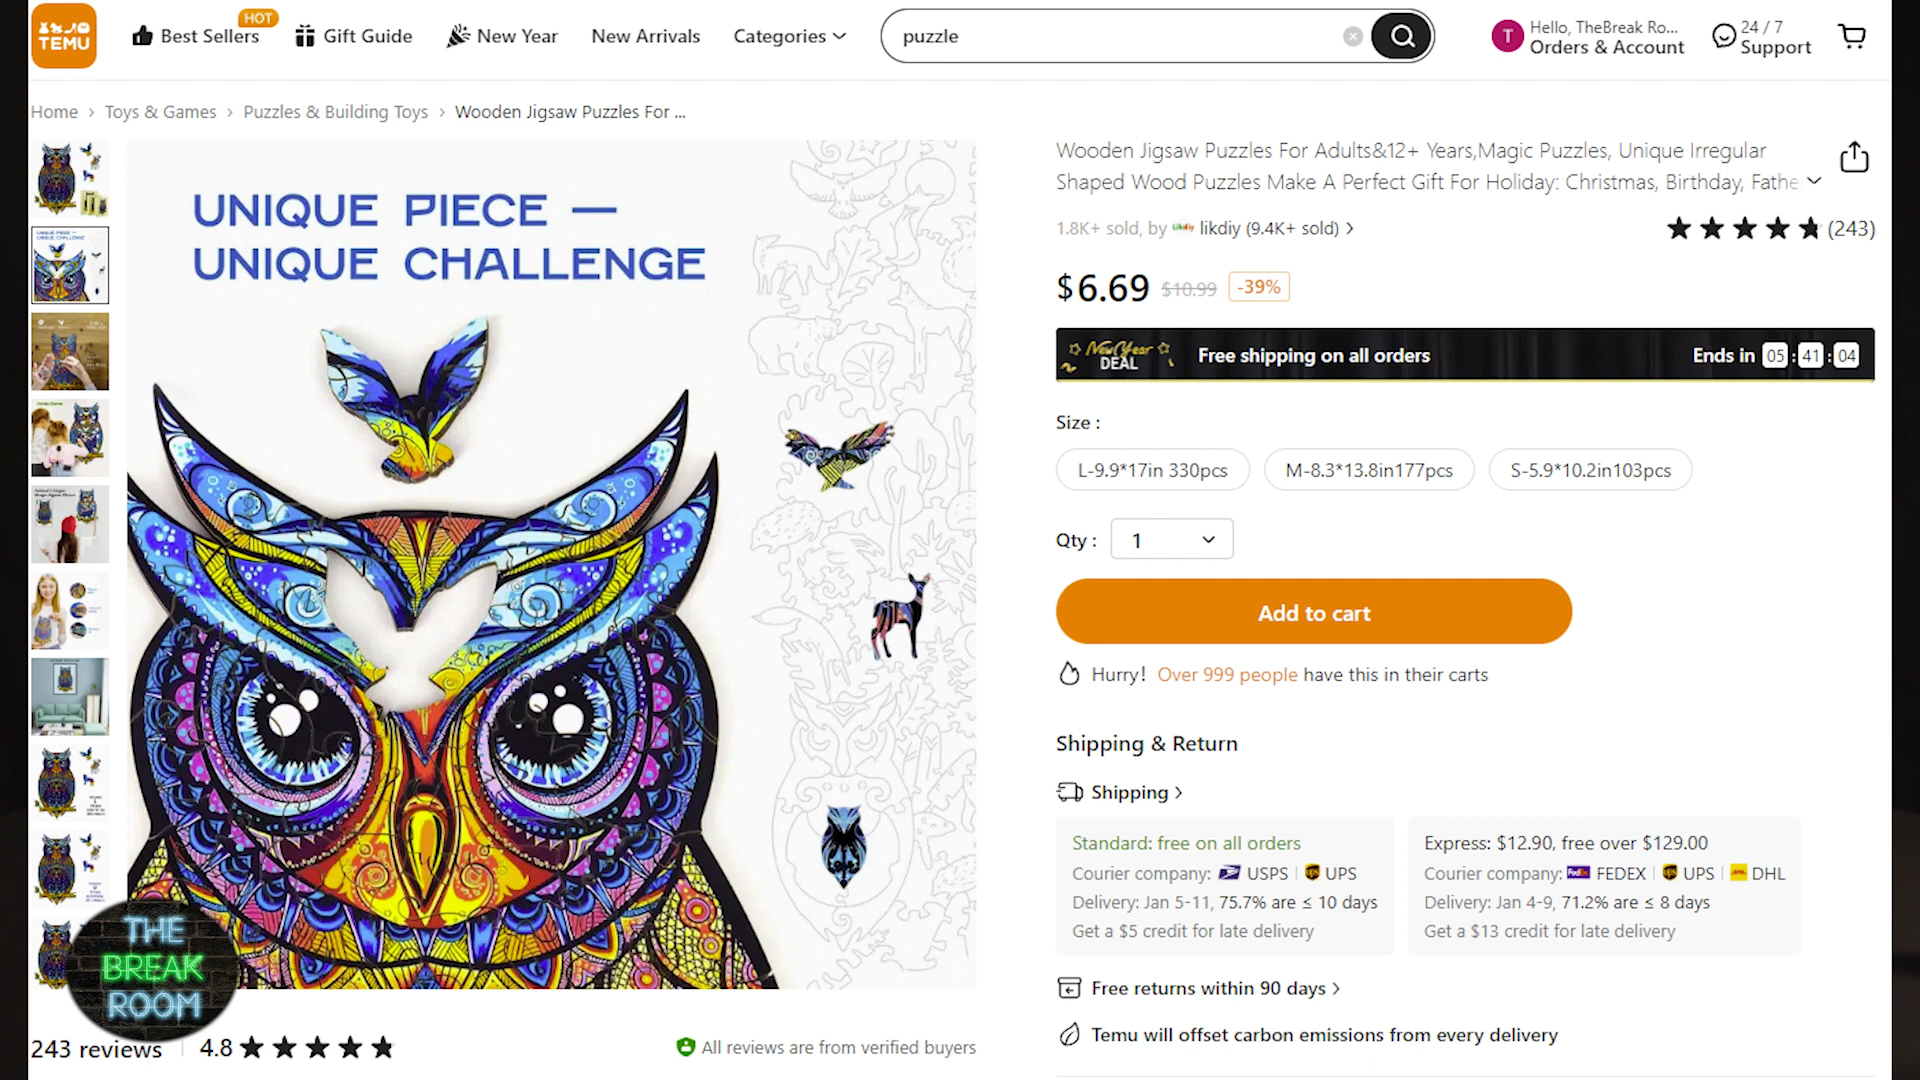 TEMU
Best Sellers
HOT
Gift Guide
New Year
New Arrivals
Categories
puzzle
T
Hello, TheBreak Ro...
Orders & Account
24 / 7
Support
Home › Toys & Games › Puzzles & Building Toys › Wooden Jigsaw Puzzles For ...
UNIQUE PIECE —
UNIQUE CHALLENGE
Wooden Jigsaw Puzzles For Adults&12+ Years,Magic Puzzles, Unique Irregular
Shaped Wood Puzzles Make A Perfect Gift For Holiday: Christmas, Birthday, Fathe
1.8K+ sold, by likdiy likdiy (9.4K+ sold) ›
(243)
$6.69 $10.99 -39%
New Year
DEAL
Free shipping on all orders
Ends in 05 : 41 : 04
Size :
L-9.9*17in 330pcs
M-8.3*13.8in177pcs
S-5.9*10.2in103pcs
Qty : 1
Add to cart
Hurry! Over 999 people have this in their carts
Shipping & Return
Shipping ›
Standard: free on all orders
Courier company: USPS | UPS
Delivery: Jan 5-11, 75.7% are ≤ 10 days
Get a $5 credit for late delivery
Express: $12.90, free over $129.00
Courier company: FedEx FEDEX | UPS | DHL
Delivery: Jan 4-9, 71.2% are ≤ 8 days
Get a $13 credit for late delivery
Free returns within 90 days ›
Temu will offset carbon emissions from every delivery
THE
BREAK
ROOM
243 reviews | 4.8
All reviews are from verified buyers